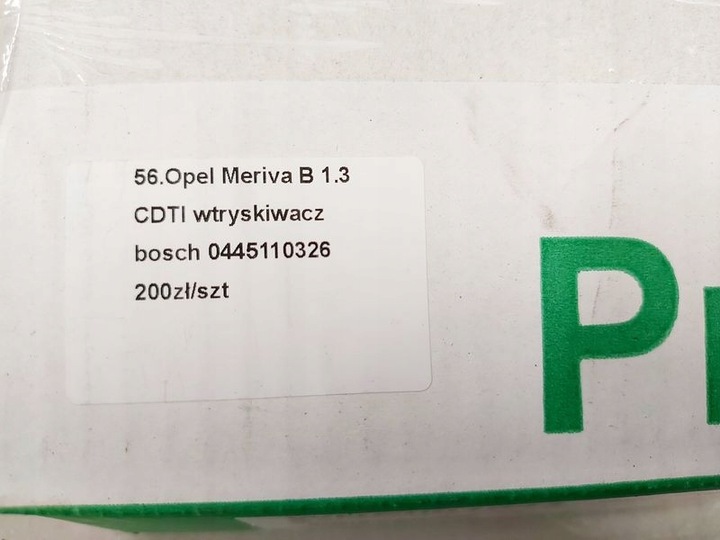 56.Opel Meriva B 1.3
CDTI wtryskiwacz
bosch 0445110326
200zł/szt